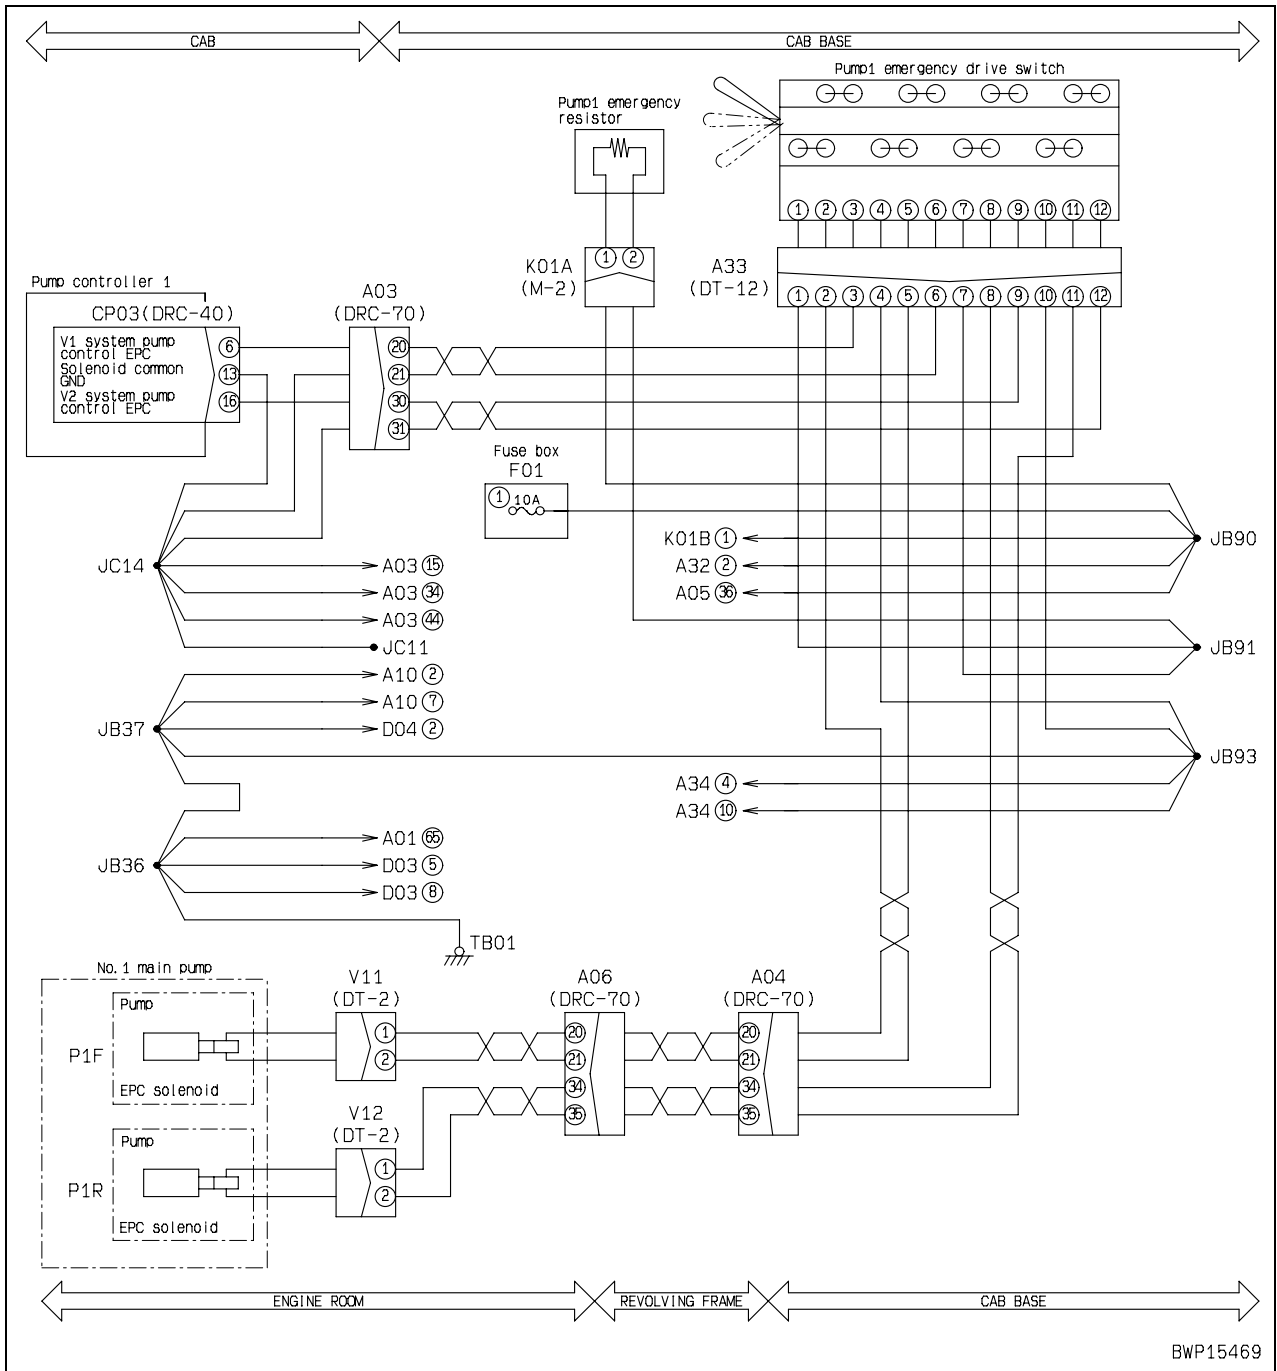 CAB
CAB BASE
Pump1 emergency drive switch
Pump1 emergency
resistor
1 2 3 4 5 6 7 8 9 10 11 12
K01A
(M-2)
1 2
A33
(DT-12)
1 2 3 4 5 6 7 8 9 10 11 12
Pump controller 1
CP03(DRC-40)
A03
(DRC-70)
V1 system pump
control EPC
6
20
Solenoid common
GND
13
21
V2 system pump
control EPC
16
30
31
Fuse box
F01
1 10A
K01B 1
JB90
JC14
A03 15
A32 2
A03 34
A05 36
A03 44
JC11
JB91
A10 2
A10 7
JB37
D04 2
JB93
A34 4
A34 10
A01 65
JB36
D03 5
D03 8
TB01
No.1 main pump
V11
(DT-2)
A06
(DRC-70)
A04
(DRC-70)
Pump
P1F
EPC solenoid
1
2
20
21
34
35
20
21
34
35
V12
(DT-2)
Pump
P1R
EPC solenoid
1
2
ENGINE ROOM
REVOLVING FRAME
CAB BASE
BWP15469